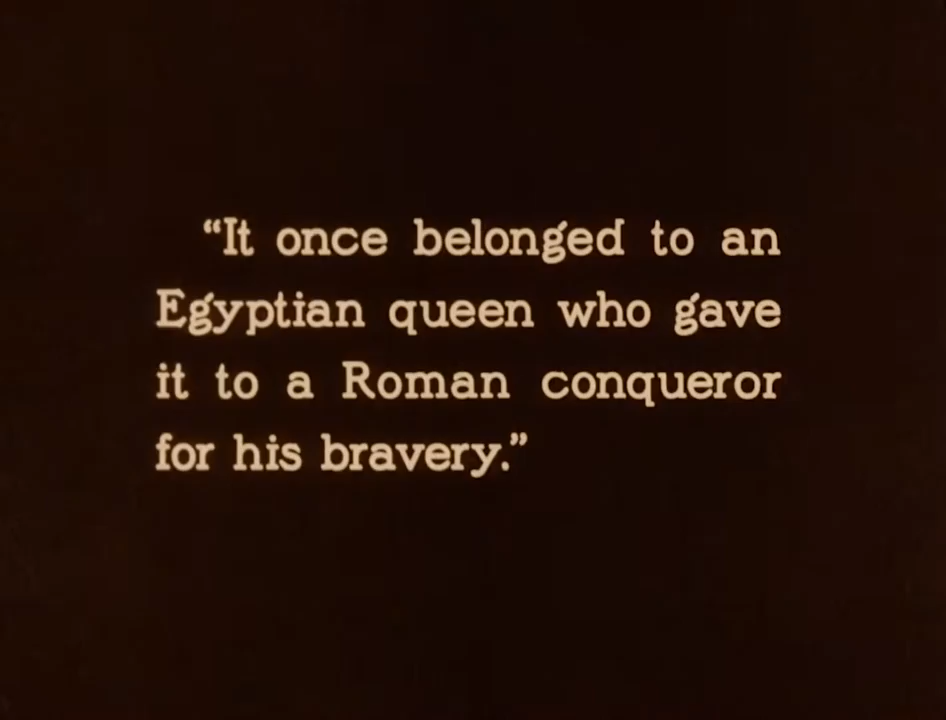 “It once belonged to an
Egyptian queen who gave
it to a Roman conqueror
for his bravery.”